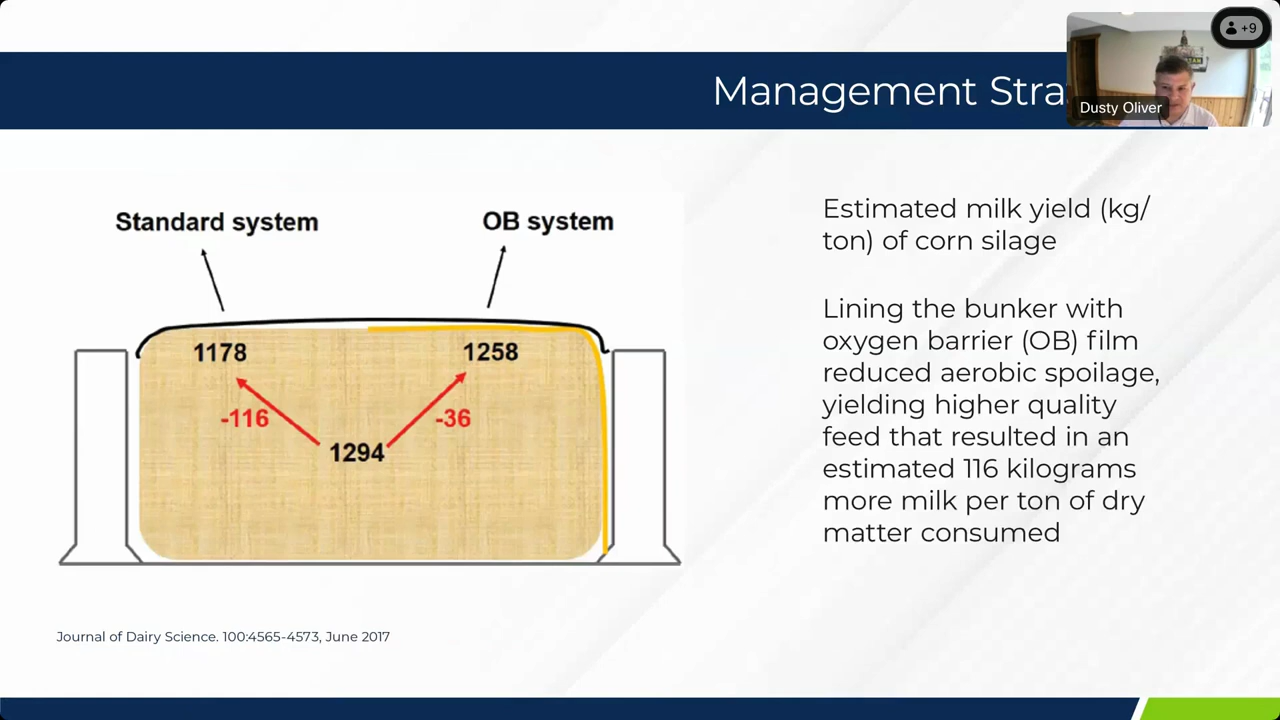 Management Stra
+9
Dusty Oliver
Standard system
OB system
1178
1258
-116
-36
1294
Estimated milk yield (kg/
ton) of corn silage
Lining the bunker with
oxygen barrier (OB) film
reduced aerobic spoilage,
yielding higher quality
feed that resulted in an
estimated 116 kilograms
more milk per ton of dry
matter consumed
Journal of Dairy Science. 100:4565-4573, June 2017